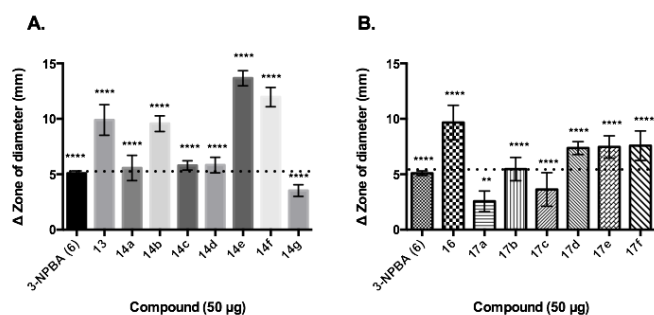 A.
Δ Zone of diameter (mm)
15
10
5
0
****
****
****
****
****
****
****
****
****
3-NPBA (6)
13
14a
14b
14c
14d
14e
14f
14g
Compound (50 µg)
B.
Δ Zone of diameter (mm)
15
10
5
0
****
****
**
****
****
****
****
****
3-NPBA (6)
16
17a
17b
17c
17d
17e
17f
Compound (50 µg)